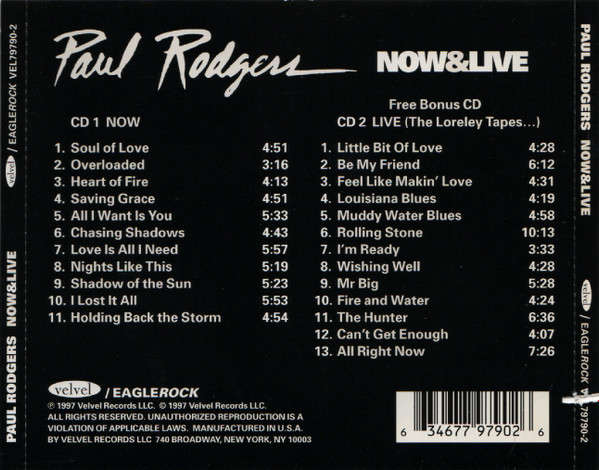 Paul Rodgers NOW&LIVE
CD 1 NOW
1. Soul of Love 4:51
2. Overloaded 3:16
3. Heart of Fire 4:13
4. Saving Grace 4:51
5. All I Want Is You 5:33
6. Chasing Shadows 4:43
7. Love Is All I Need 5:57
8. Nights Like This 5:19
9. Shadow of the Sun 5:23
10. I Lost It All 5:53
11. Holding Back the Storm 4:54
Free Bonus CD
CD 2 LIVE (The Loreley Tapes...)
1. Little Bit Of Love 4:28
2. Be My Friend 6:12
3. Feel Like Makin' Love 4:31
4. Louisiana Blues 4:19
5. Muddy Water Blues 4:58
6. Rolling Stone 10:13
7. I'm Ready 3:33
8. Wishing Well 4:28
9. Mr Big 5:28
10. Fire and Water 4:24
11. The Hunter 6:36
12. Can't Get Enough 4:07
13. All Right Now 7:26
velvel / EAGLEROCK
℗ 1997 Velvel Records LLC. © 1997 Velvel Records LLC.
ALL RIGHTS RESERVED. UNAUTHORIZED REPRODUCTION IS A
VIOLATION OF APPLICABLE LAWS. MANUFACTURED
BY VELVEL RECORDS LLC 740 BROADWAY, NEW YORK, NY 10003
6 34677 97902 6
PAUL RODGERS NOW&LIVE velvel / EAGLEROCK VEL79790-2
PAUL RODGERS NOW&LIVE velvel / EAGLEROCK VEL79790-2